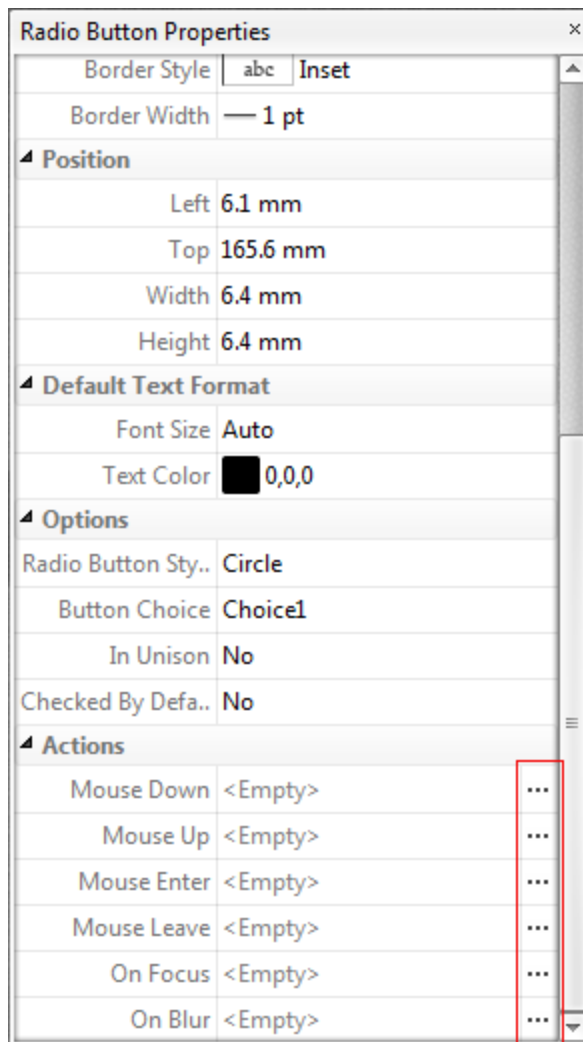 Radio Button Properties ×
Border Style abc Inset
Border Width 1 pt
Position
Left 6.1 mm
Top 165.6 mm
Width 6.4 mm
Height 6.4 mm
Default Text Format
Font Size Auto
Text Color 0,0,0
Options
Radio Button Sty.. Circle
Button Choice Choice1
In Unison No
Checked By Defa.. No
Actions
Mouse Down <Empty> ...
Mouse Up <Empty> ...
Mouse Enter <Empty> ...
Mouse Leave <Empty> ...
On Focus <Empty> ...
On Blur <Empty> ...